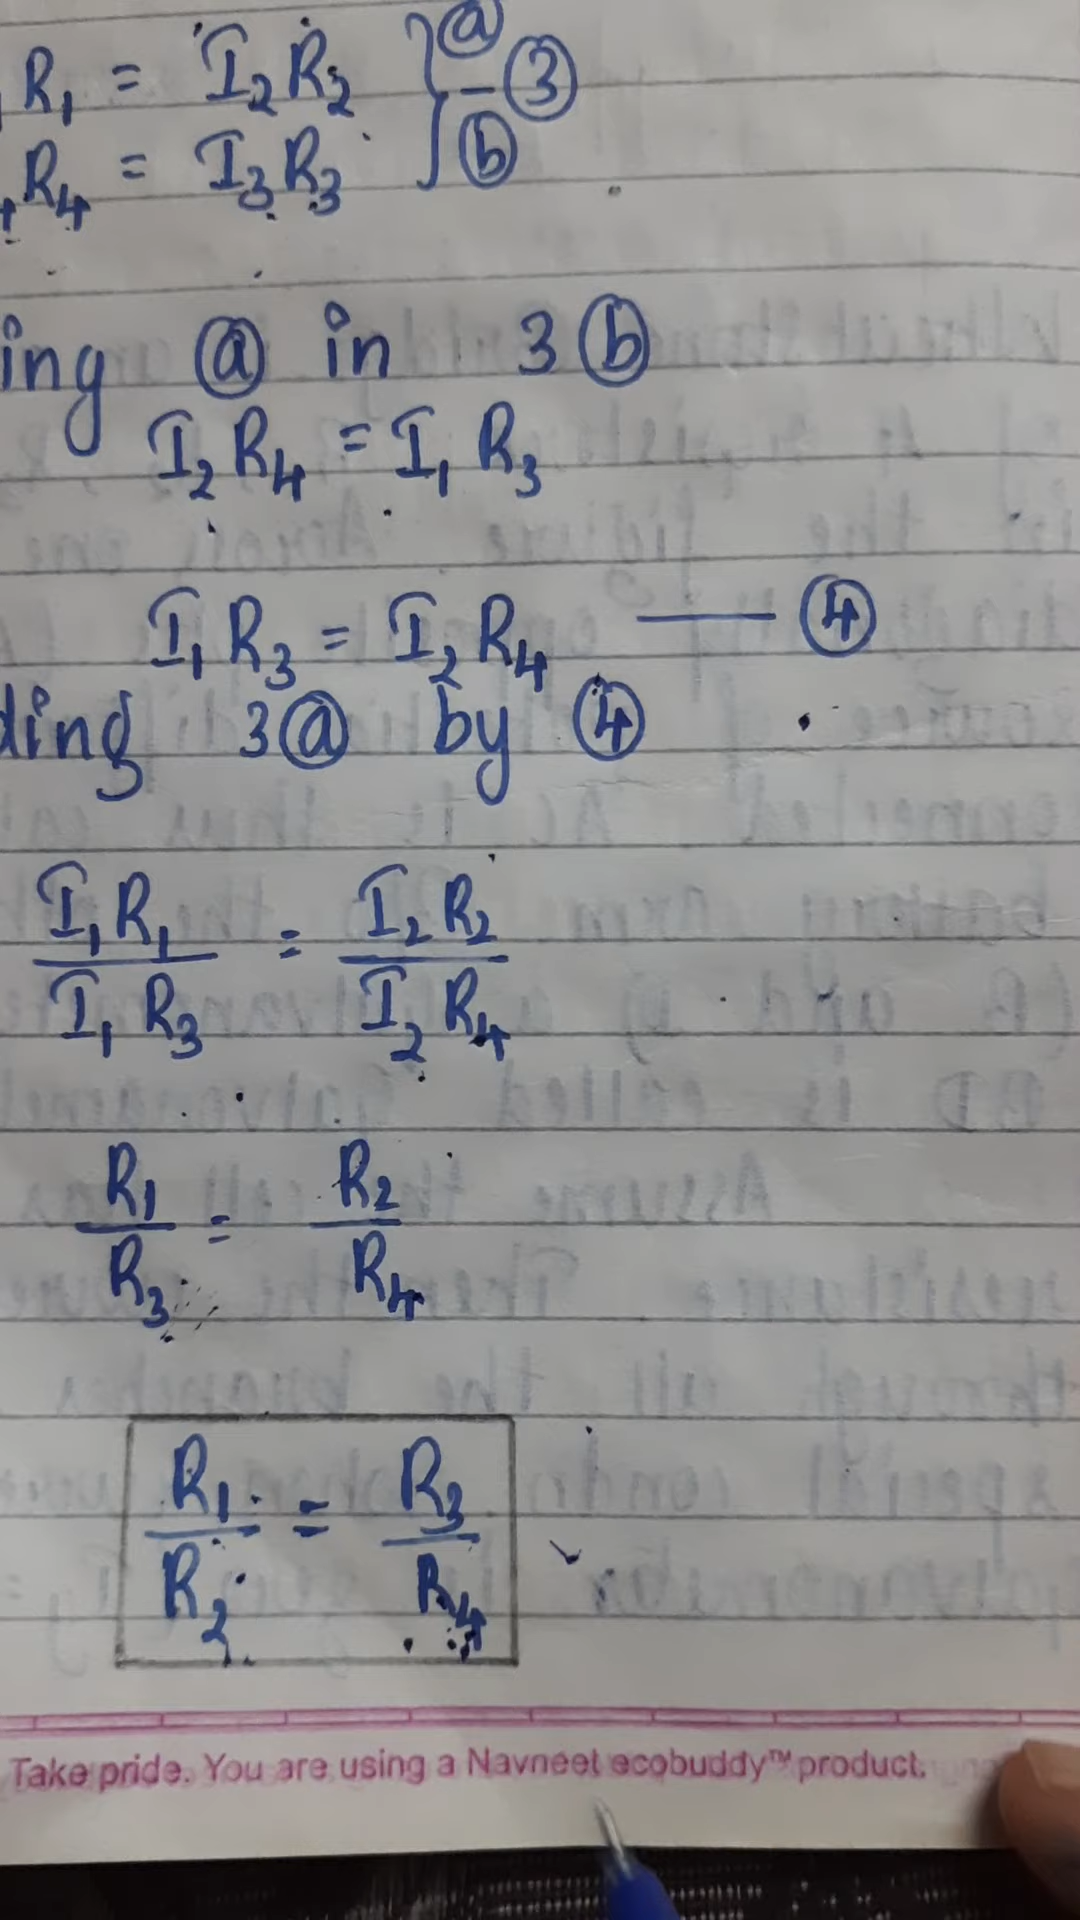 R₁ = I₂R₂ } ⓐ
— ③
R₄ = I₃R₃ ⓑ
ing ⓐ in 3 ⓑ
I₂R₄ = I₁R₃
I₁R₃ = I₂R₄ — ④
ding 3ⓐ by ④
I₁R₁/I₁R₃ = I₂R₂/I₂R₄
R₁/R₃ = R₂/R₄
R₁/R₂ = R₃/R₄
Take pride. You are using a Navneet ecobuddy™ product.